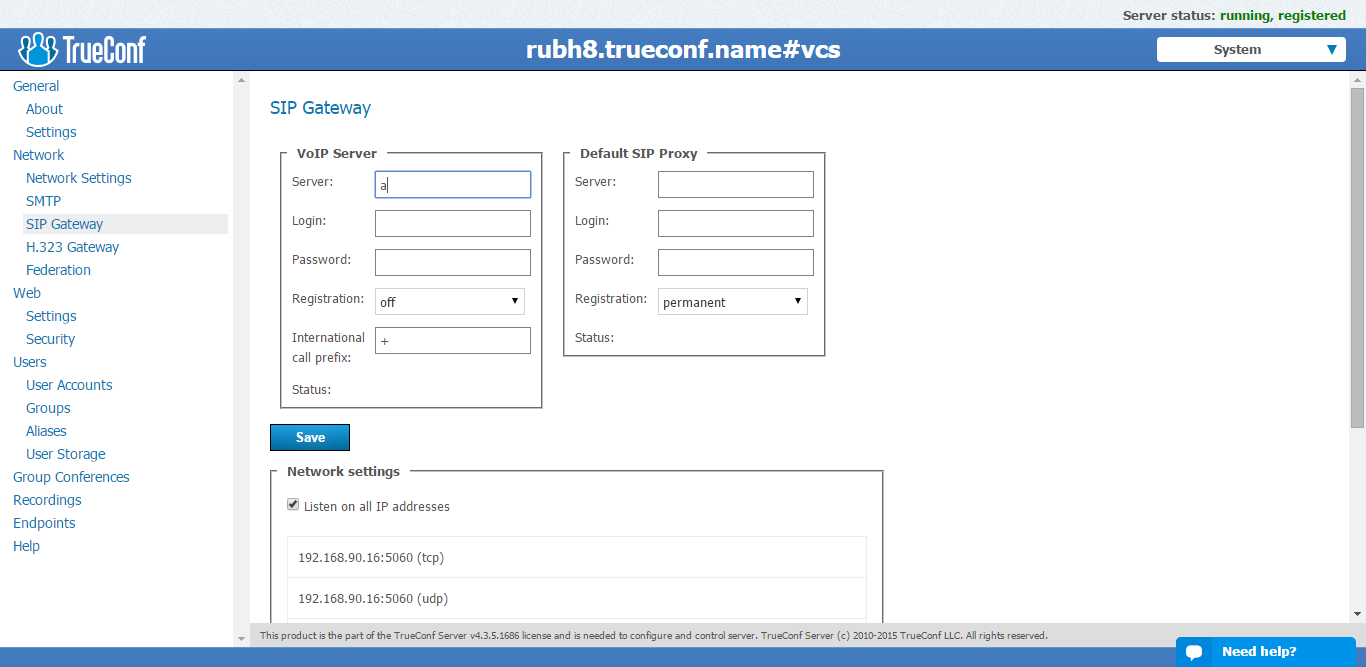 Server status: running, registered
TrueConf
rubh8.trueconf.name#vcs
System
General
About
Settings
Network
Network Settings
SMTP
SIP Gateway
H.323 Gateway
Federation
Web
Settings
Security
Users
User Accounts
Groups
Aliases
User Storage
Group Conferences
Recordings
Endpoints
Help
SIP Gateway
VoIP Server
Server: a
Login:
Password:
Registration: off
International
call prefix: +
Status:
Default SIP Proxy
Server:
Login:
Password:
Registration: permanent
Status:
Save
Network settings
Listen on all IP addresses
192.168.90.16:5060 (tcp)
192.168.90.16:5060 (udp)
This product is the part of the TrueConf Server v4.3.5.1686 license and is needed to configure and control server. TrueConf Server (c) 2010-2015 TrueConf LLC. All rights reserved.
Need help?